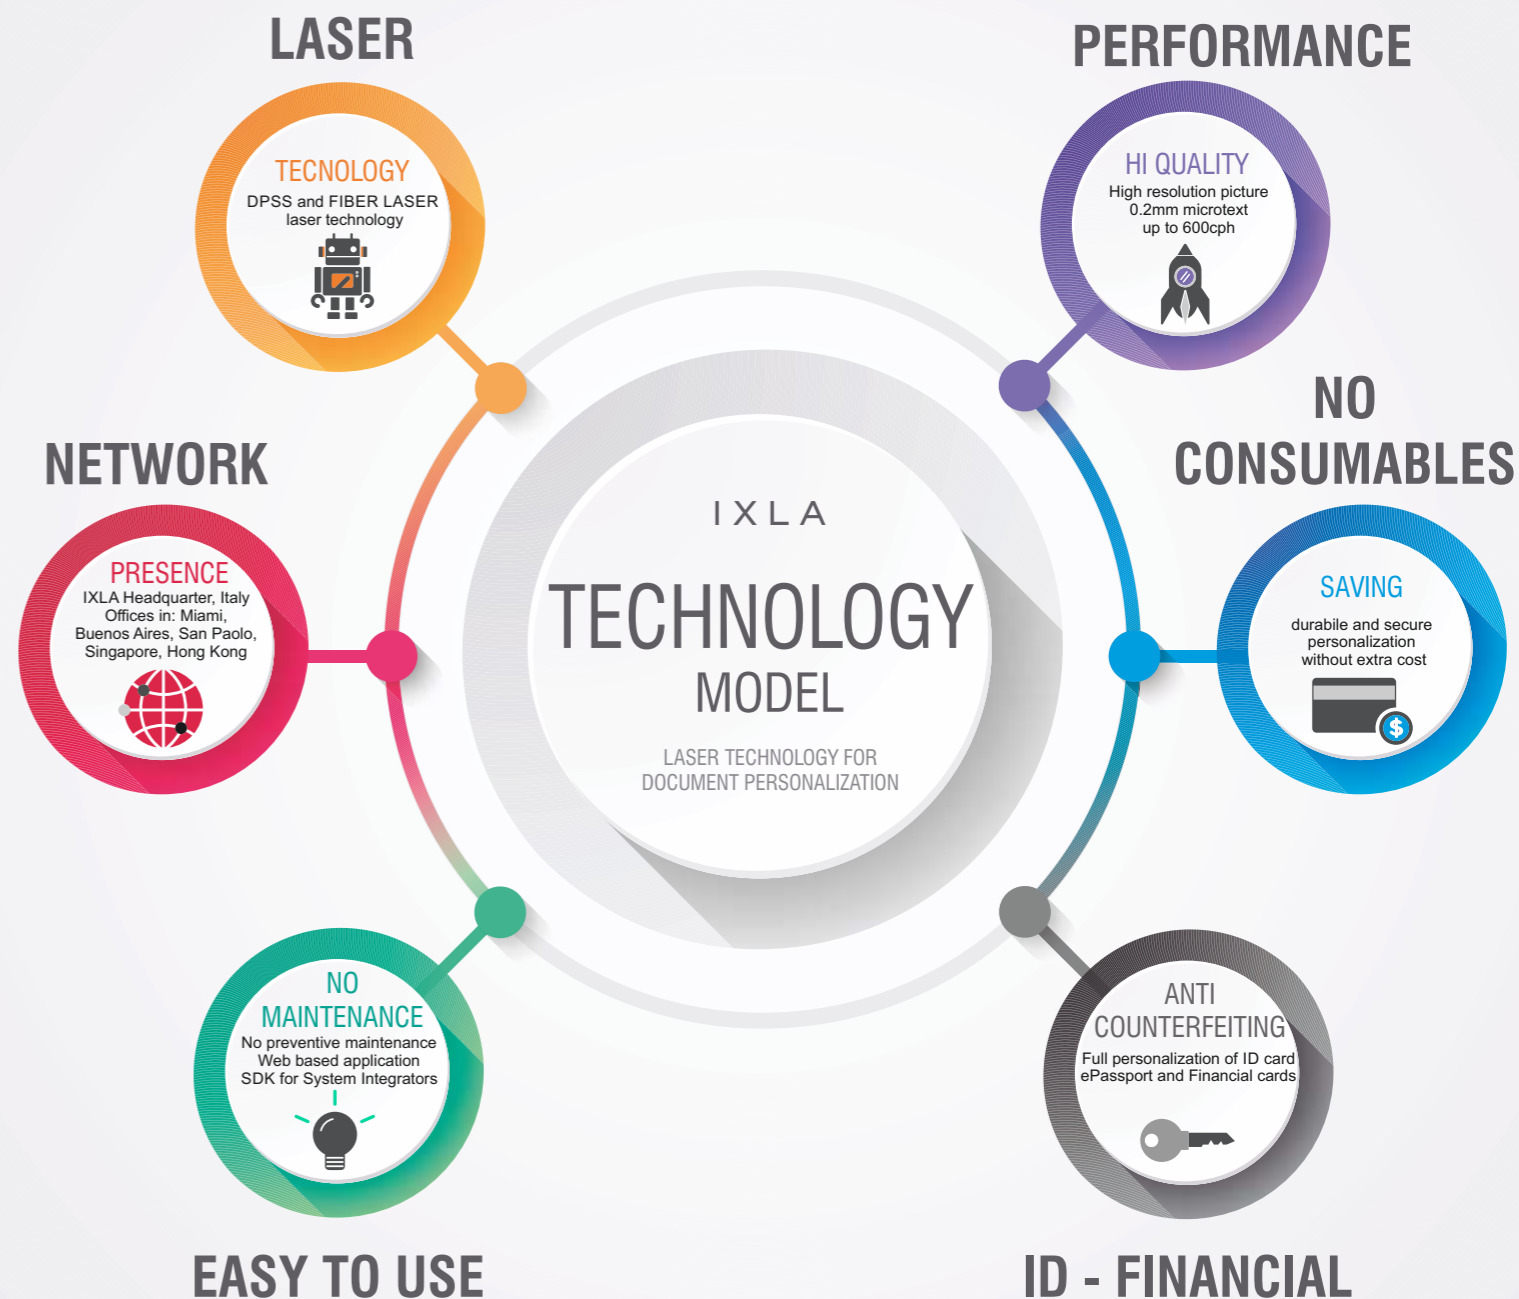 LASER
TECNOLOGY
DPSS and FIBER LASER
laser technology
PERFORMANCE
HI QUALITY
High resolution picture
0.2mm microtext
up to 600cph
NETWORK
PRESENCE
IXLA Headquarter, Italy
Offices in: Miami,
Buenos Aires, San Paolo,
Singapore, Hong Kong
IXLA
TECHNOLOGY
MODEL
LASER TECHNOLOGY FOR
DOCUMENT PERSONALIZATION
NO
CONSUMABLES
SAVING
durabile and secure
personalization
without extra cost
$
NO
MAINTENANCE
No preventive maintenance
Web based application
SDK for System Integrators
EASY TO USE
ANTI
COUNTERFEITING
Full personalization of ID card
ePassport and Financial cards
ID - FINANCIAL